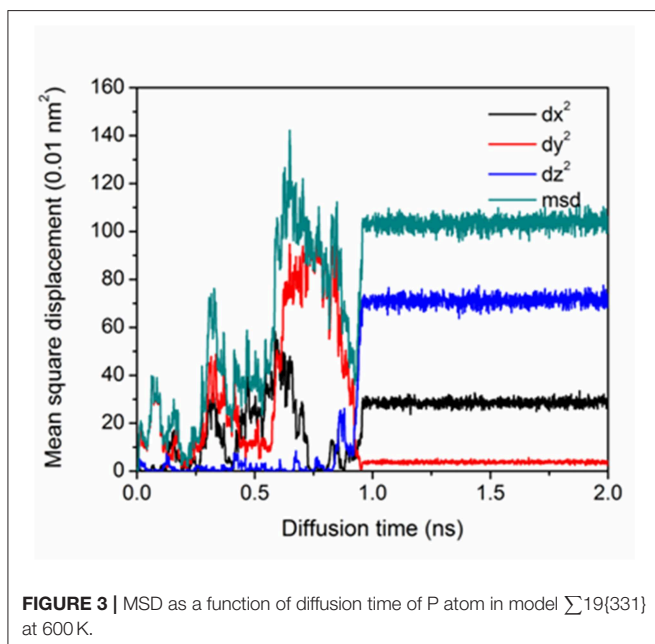 160
140
120
100
80
60
40
20
0
Mean square displacement (0.01 nm²)
dx²
dy²
dz²
msd
0.0 0.5 1.0 1.5 2.0
Diffusion time (ns)
FIGURE 3 | MSD as a function of diffusion time of P atom in model ∑19{331}
at 600 K.